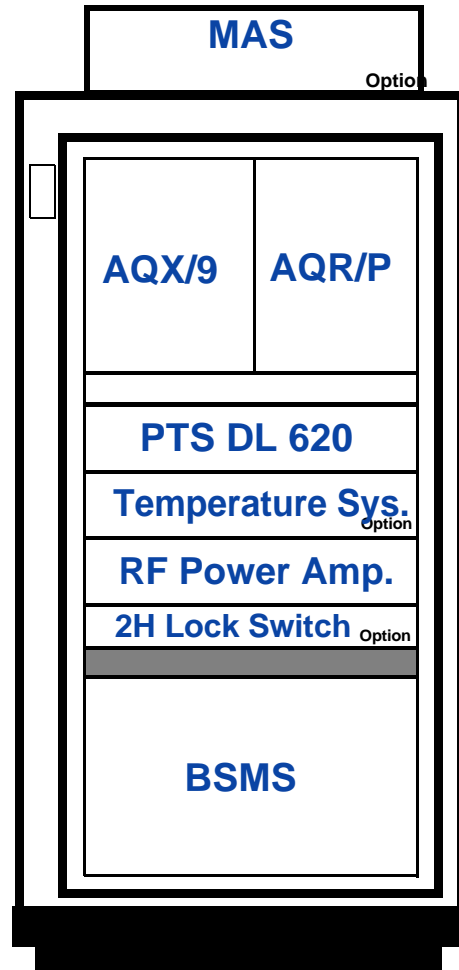 MAS
Option
AQX/9
AQR/P
PTS DL 620
Temperature Sys.
Option
RF Power Amp.
2H Lock Switch Option
BSMS